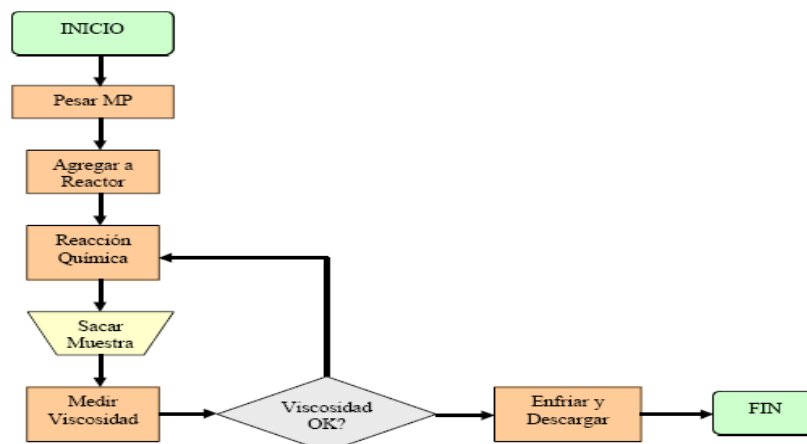 INICIO
Pesar MP
Agregar a
Reactor
Reacción
Química
Sacar
Muestra
Medir
Viscosidad
Viscosidad
OK?
Enfriar y
Descargar
FIN